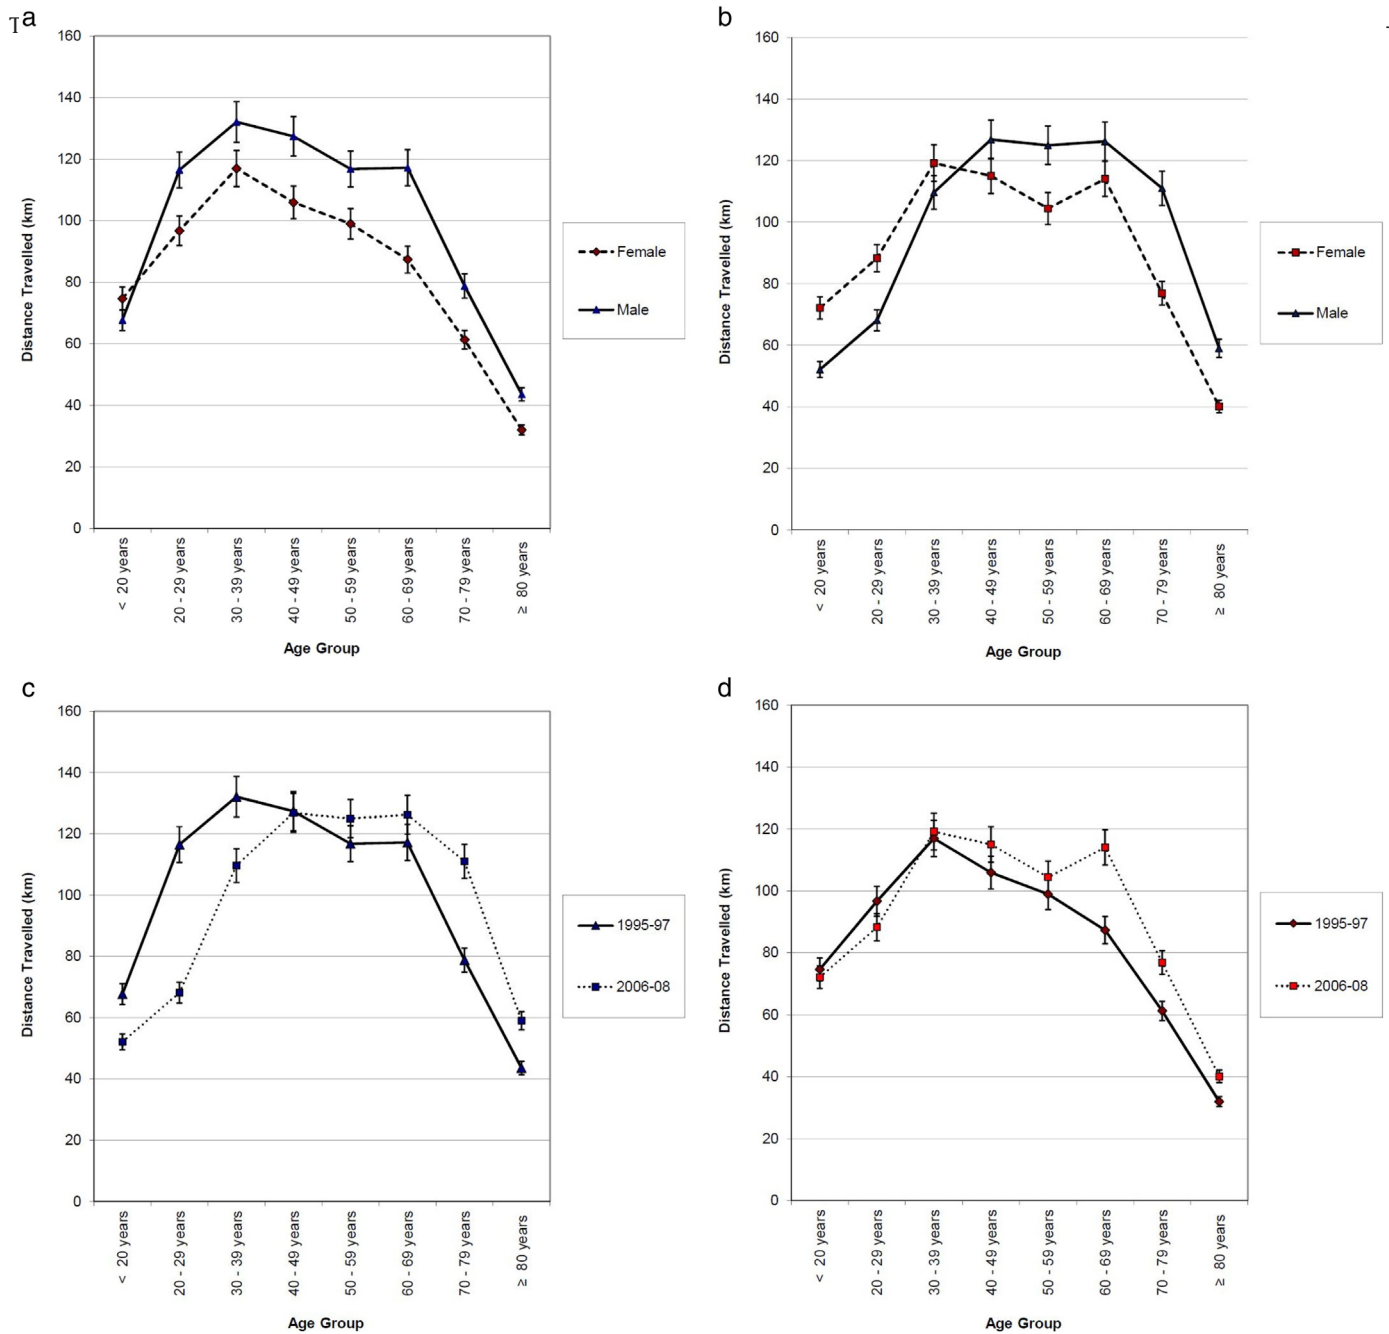 a
160
140
120
100
80
60
40
20
0
Distance Travelled (km)
< 20 years
20 - 29 years
30 - 39 years
40 - 49 years
50 - 59 years
60 - 69 years
70 - 79 years
≥ 80 years
Age Group
Female
Male
b
160
140
120
100
80
60
40
20
0
Distance Travelled (km)
< 20 years
20 - 29 years
30 - 39 years
40 - 49 years
50 - 59 years
60 - 69 years
70 - 79 years
≥ 80 years
Age Group
Female
Male
c
160
140
120
100
80
60
40
20
0
Distance Travelled (km)
< 20 years
20 - 29 years
30 - 39 years
40 - 49 years
50 - 59 years
60 - 69 years
70 - 79 years
≥ 80 years
Age Group
1995-97
2006-08
d
160
140
120
100
80
60
40
20
0
Distance Travelled (km)
< 20 years
20 - 29 years
30 - 39 years
40 - 49 years
50 - 59 years
60 - 69 years
70 - 79 years
≥ 80 years
Age Group
1995-97
2006-08